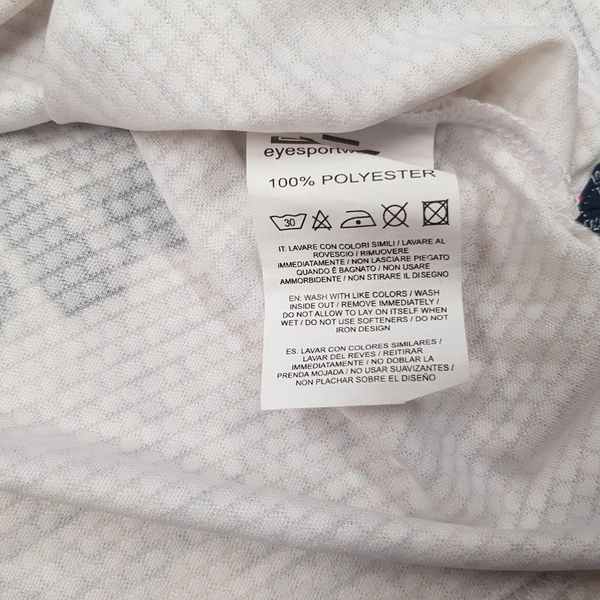 eyesportw
100% POLYESTER
30
IT: LAVARE CON COLORI SIMILI / LAVARE AL
ROVESCIO / RIMUOVERE
IMMEDIATAMENTE / NON LASCIARE PIEGATO
QUANDO È BAGNATO / NON USARE
AMMORBIDENTE / NON STIRARE IL DISEGNO
EN: WASH WITH LIKE COLORS / WASH
INSIDE OUT / REMOVE IMMEDIATELY /
DO NOT ALLOW TO LAY ON ITSELF WHEN
WET / DO NOT USE SOFTENERS / DO NOT
IRON DESIGN
ES: LAVAR CON COLORES SIMILARES /
LAVAR DEL REVES / REITIRAR
IMMEDIATAMENTE / NO DOBLAR LA
PRENDA MOJADA / NO USAR SUAVIZANTES /
NON PLACHAR SOBRE EL DISEÑO